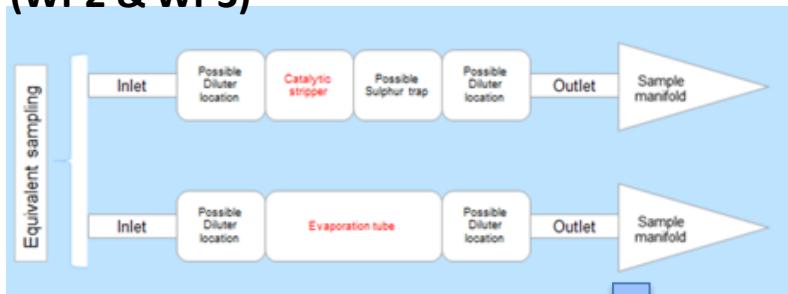 (WP2 & WP3)
Equivalent sampling
Inlet
Possible
Diluter
location
Catalytic
stripper
Possible
Sulphur trap
Possible
Diluter
location
Outlet
Sample
manifold
Inlet
Possible
Diluter
location
Evaporation tube
Possible
Diluter
location
Outlet
Sample
manifold